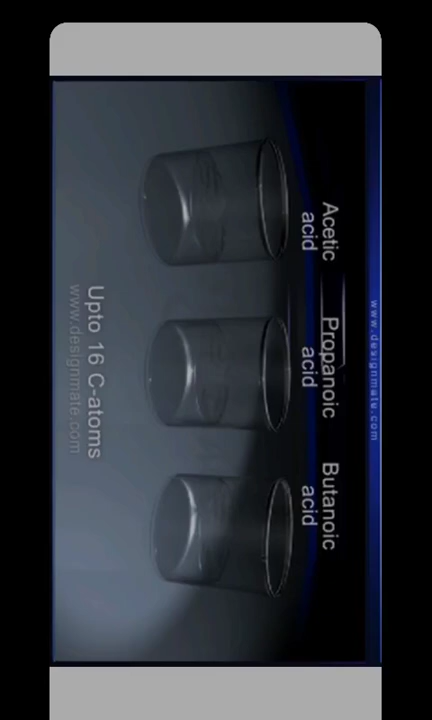 www.designmate.com
Acetic
acid
Propanoic
acid
Butanoic
acid
Upto 16 C-atoms
www.designmate.com